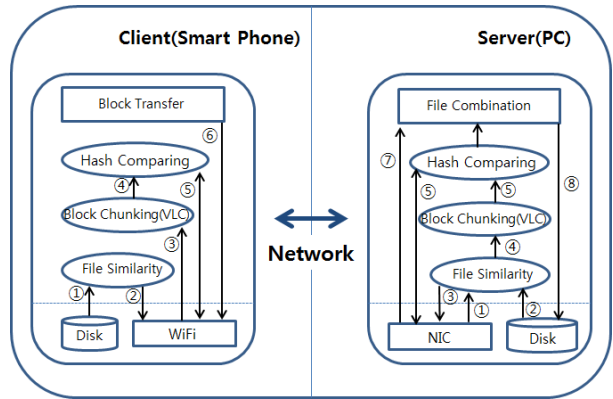 Client(Smart Phone)
Server(PC)
Block Transfer
⑥
Hash Comparing
④
⑤
Block Chunking(VLC)
③
File Similarity
①
②
Disk
WiFi
Network
File Combination
⑦
Hash Comparing
⑤
⑤
⑧
Block Chunking(VLC)
④
File Similarity
③
①
②
NIC
Disk